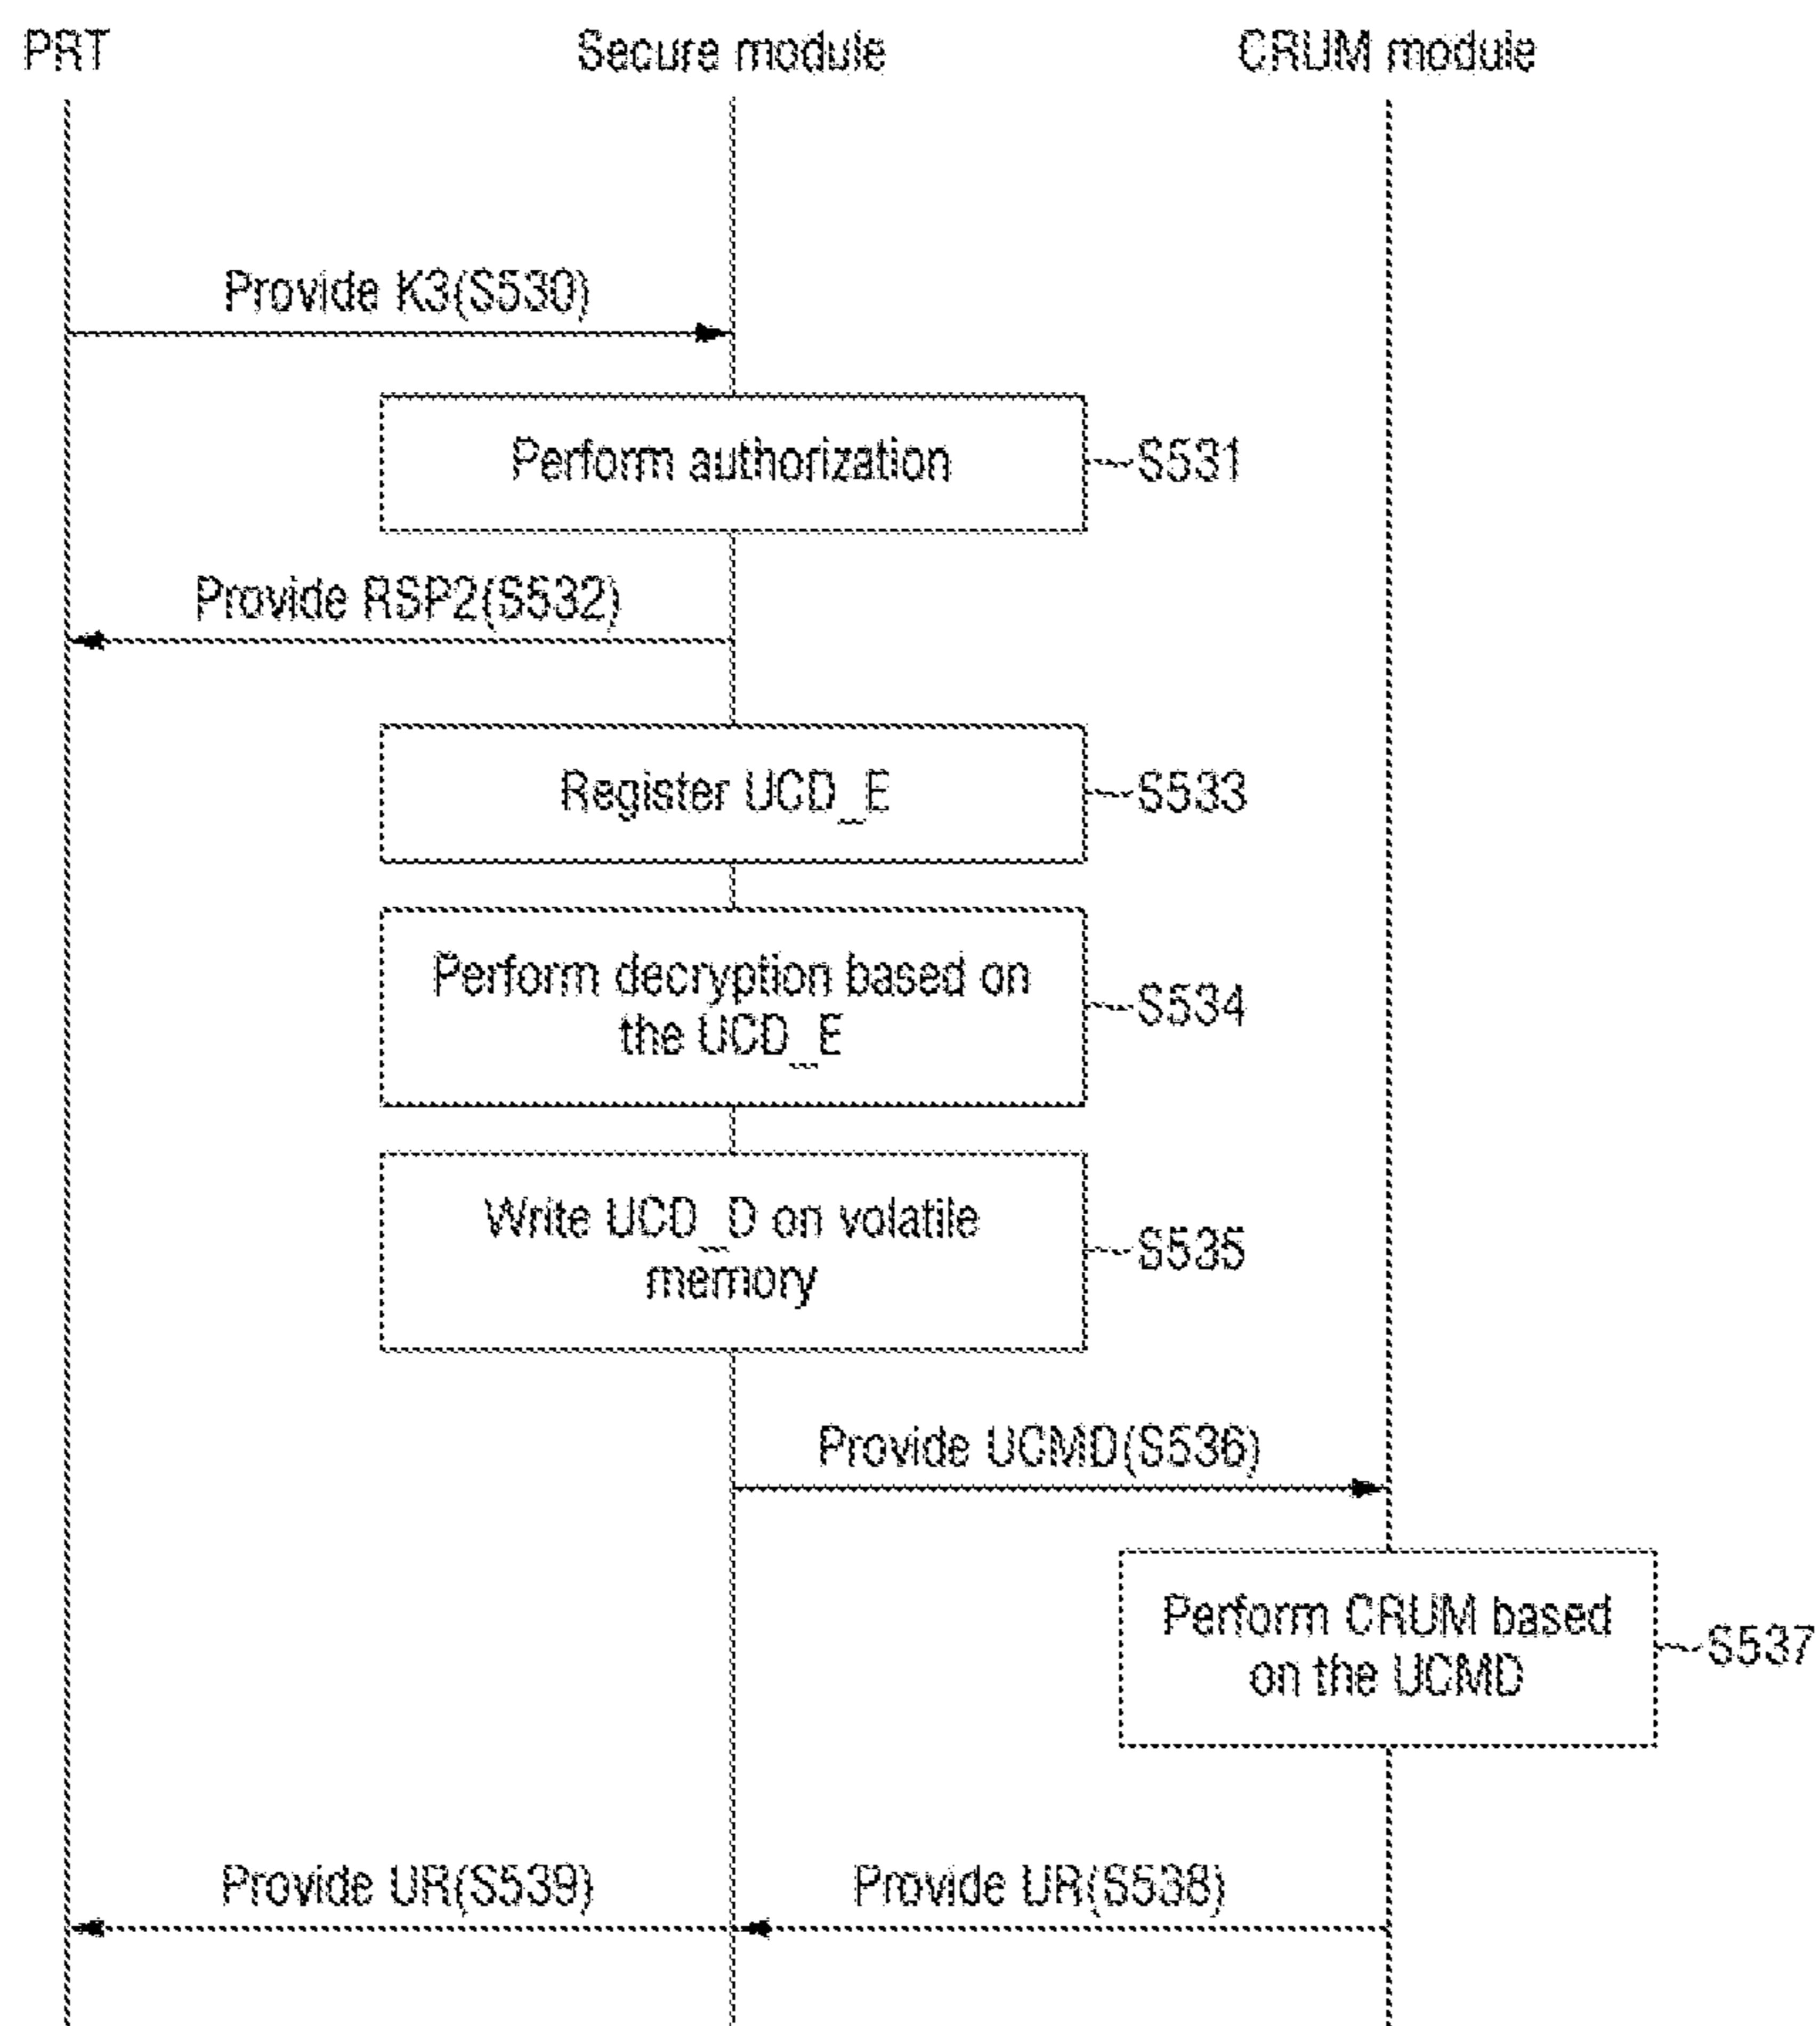 PRT
Secure module
CRUM module
Provide K3(S530)
Perform authorization
S531
Provide RSP2(S532)
Register UCD_E
S533
Perform decryption based on
the UCD_E
S534
Write UCD_D on volatile
memory
S535
Provide UCMD(S536)
Perform CRUM based
on the UCMD
S537
Provide UR(S539)
Provide UR(S538)